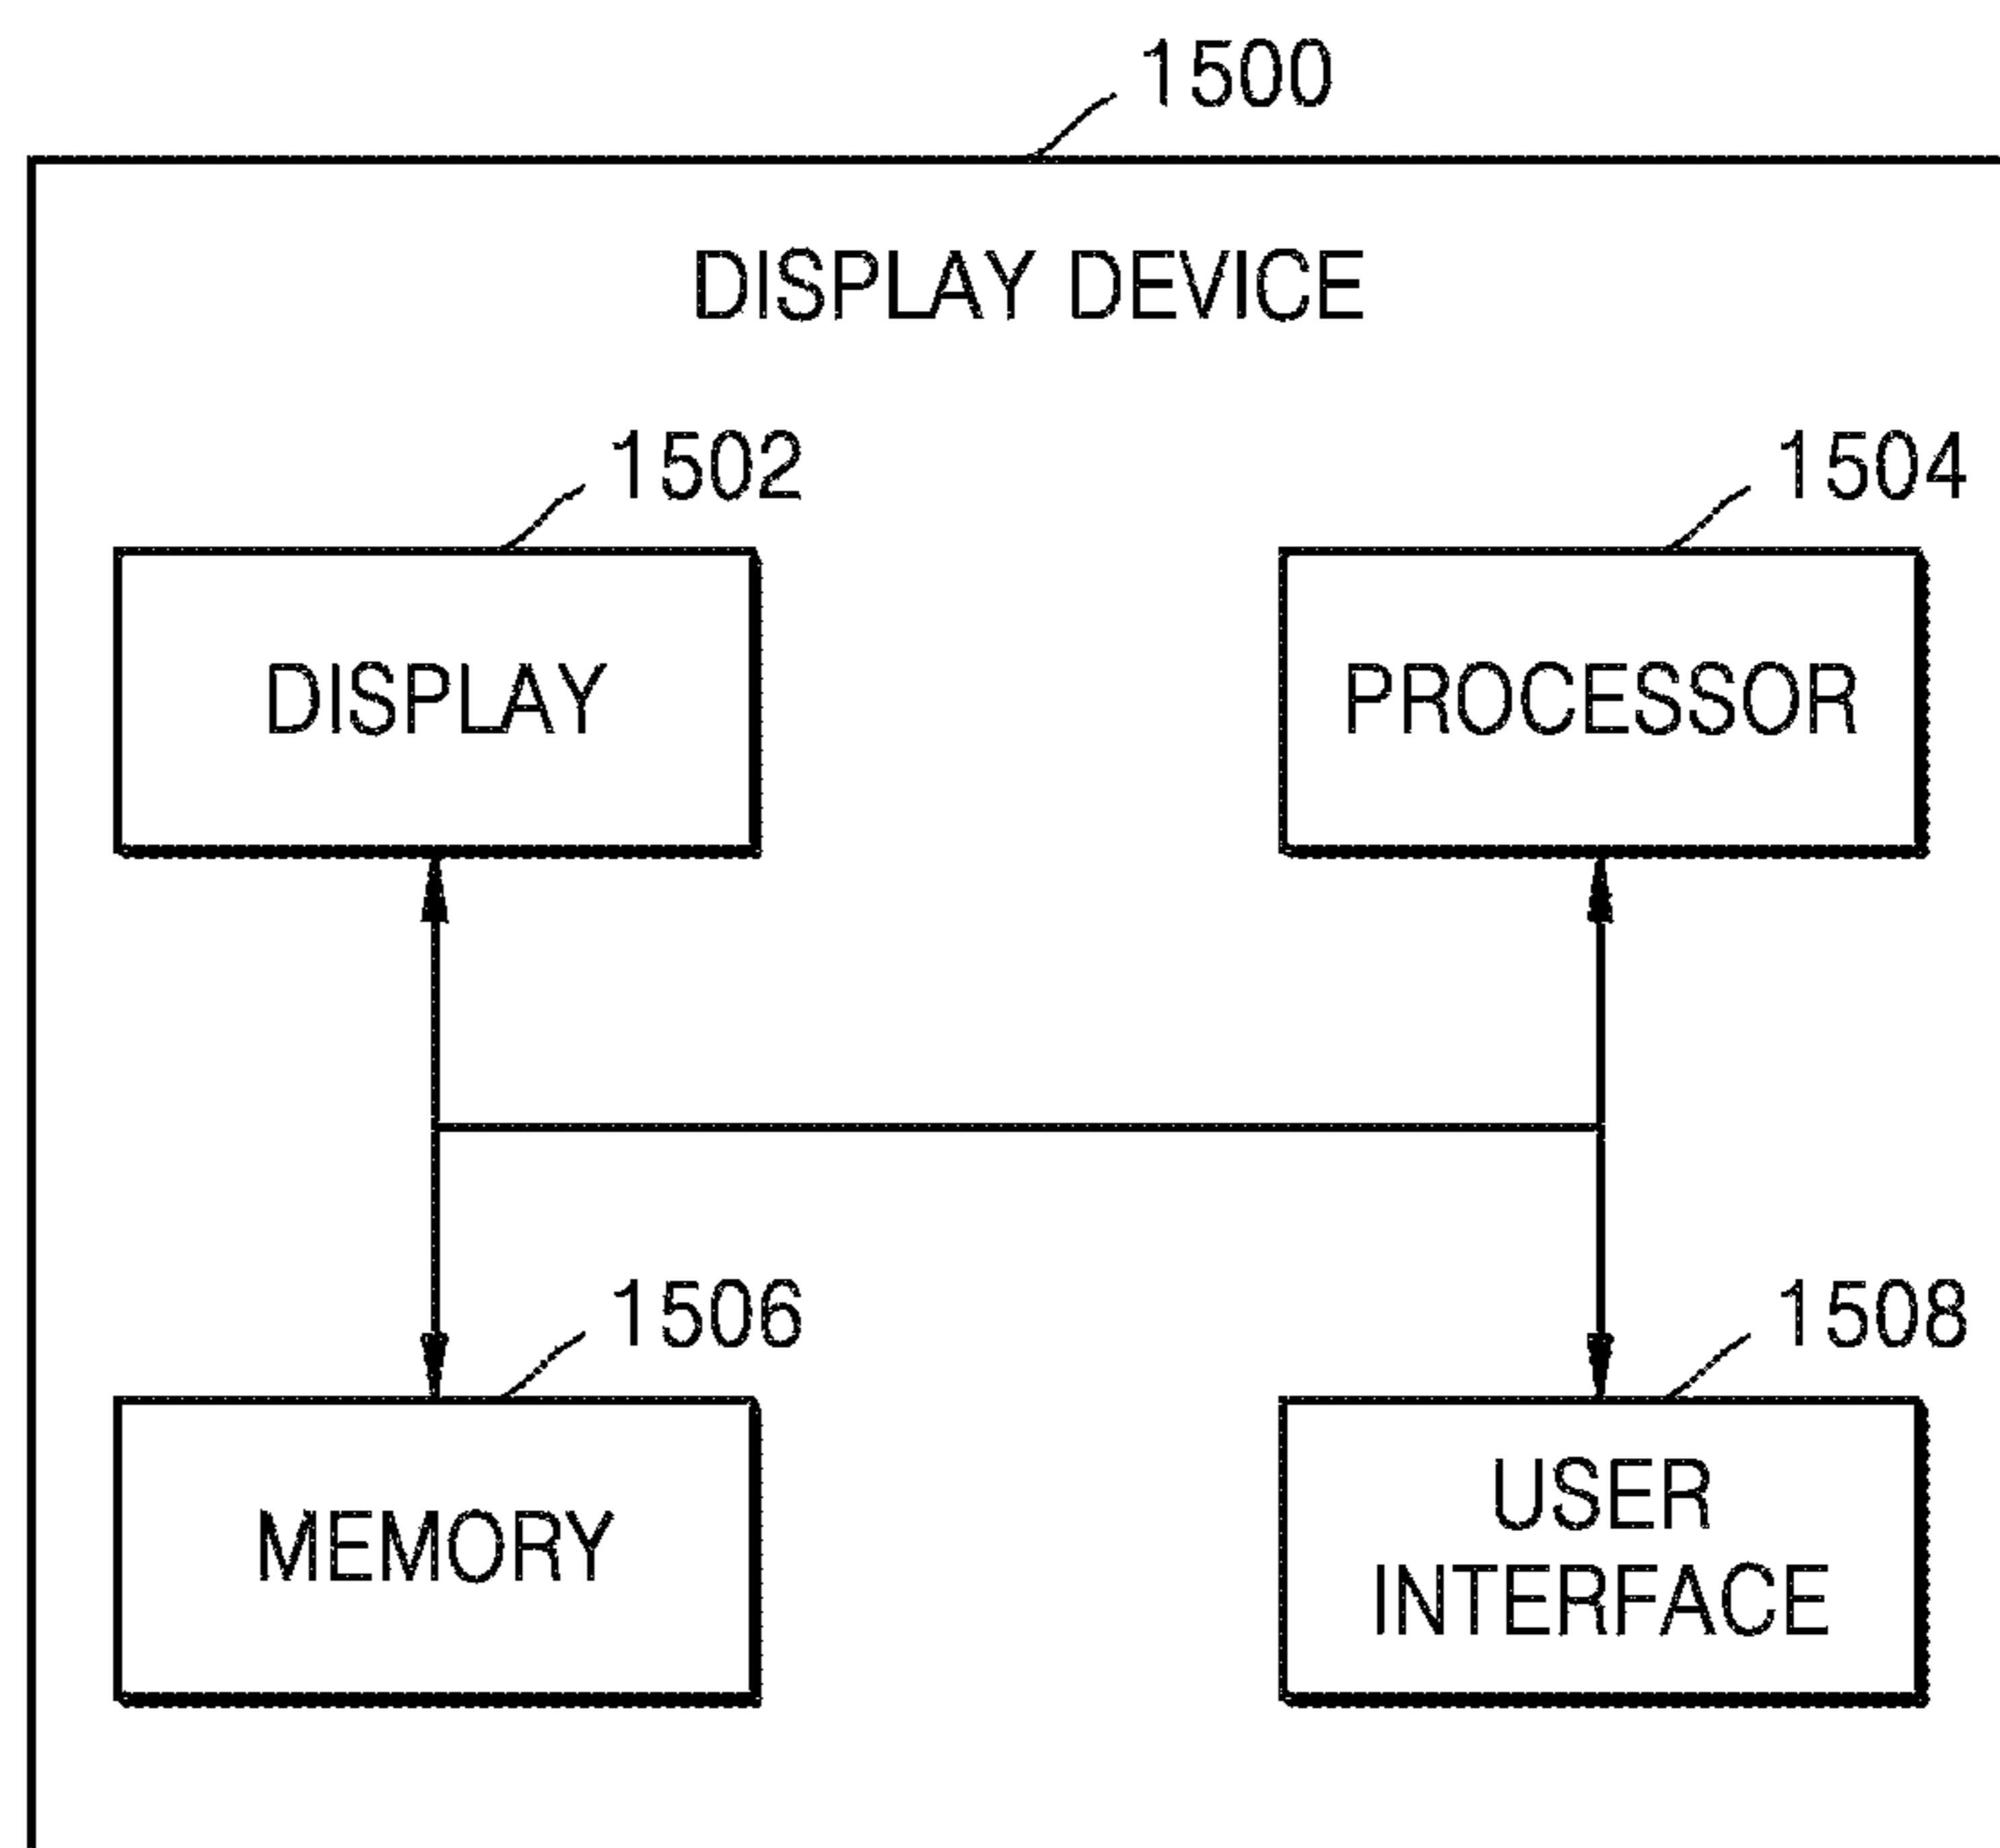 1500
DISPLAY DEVICE
1502
1504
DISPLAY
PROCESSOR
1506
1508
MEMORY
USER
INTERFACE